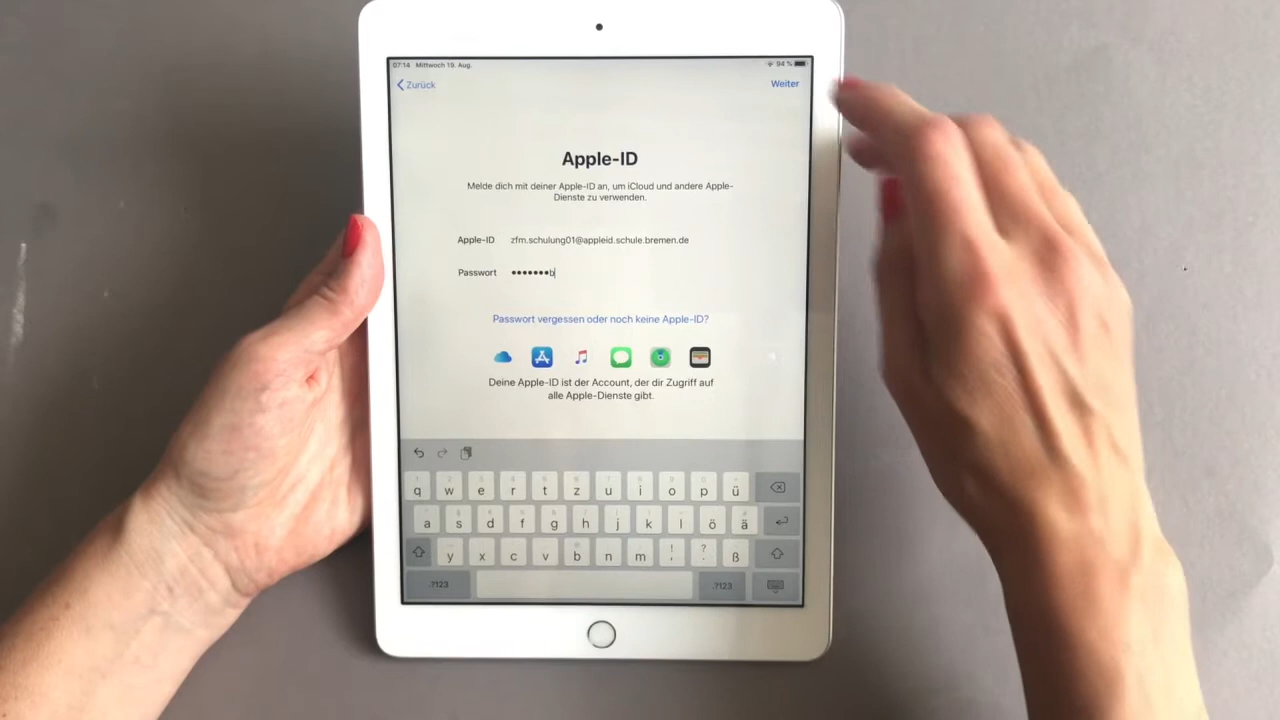 07:14 Mittwoch 19. Aug.
94 %
Zurück
Weiter
Apple-ID
Melde dich mit deiner Apple-ID an, um iCloud und andere Apple-
Dienste zu verwenden.
Apple-ID zfm.schulung01@appleid.schule.bremen.de
Passwort •••••••b
Passwort vergessen oder noch keine Apple-ID?
Deine Apple-ID ist der Account, der dir Zugriff auf
alle Apple-Dienste gibt.
q w e r t z u i o p ü
a s d f g h j k l ö ä
y x c v b n m ! , ? . ß
.?123 .?123